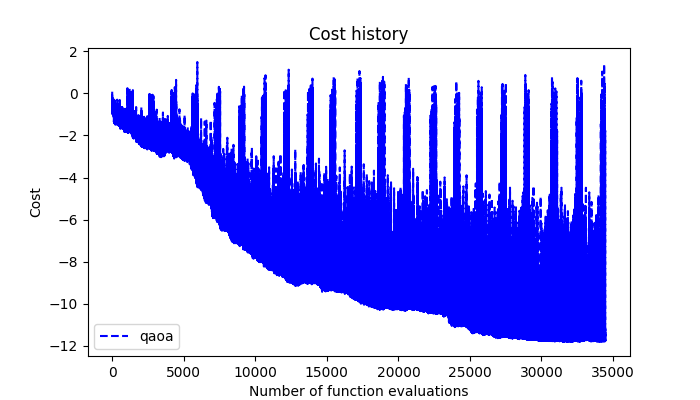 Cost history
2
0
−2
−4
−6
−8
−10
−12
Cost
qaoa
0 5000 10000 15000 20000 25000 30000 35000
Number of function evaluations